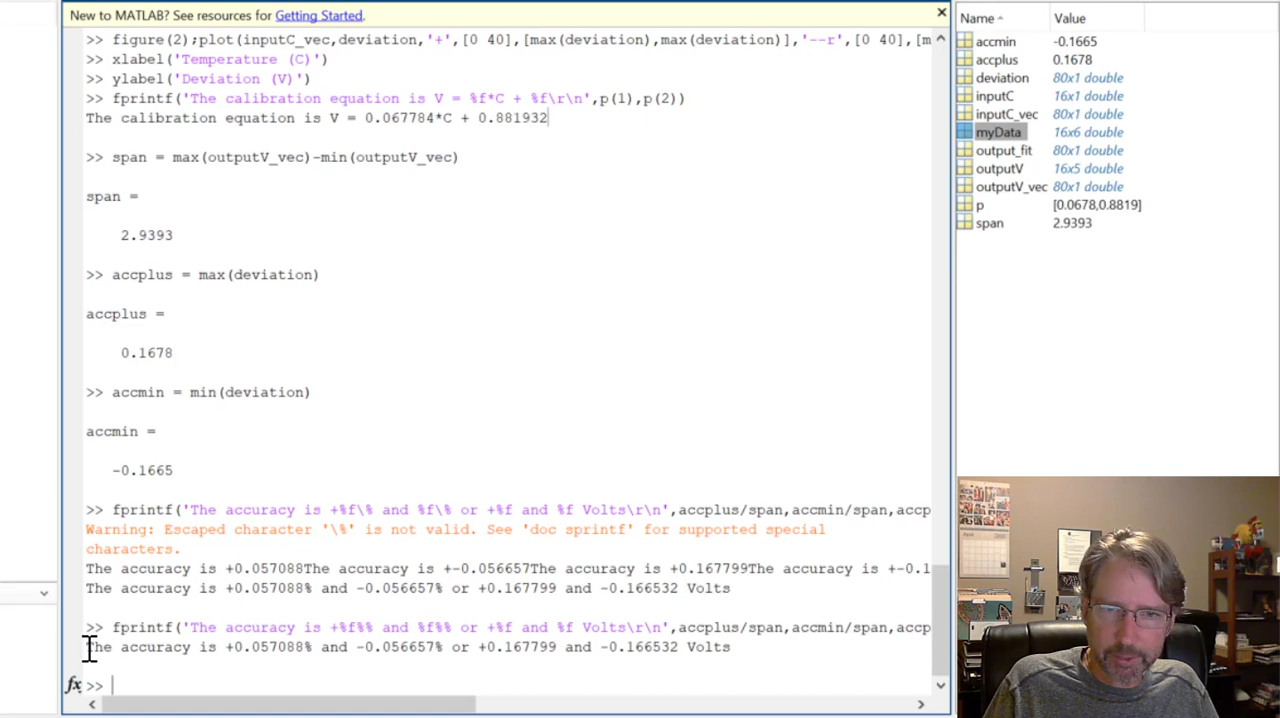 New to MATLAB? See resources for Getting Started.
>> figure(2);plot(inputC_vec,deviation,'+',[0 40],[max(deviation),max(deviation)],'--r',[0 40],[m
>> xlabel('Temperature (C)')
>> ylabel('Deviation (V)')
>> fprintf('The calibration equation is V = %f*C + %f\r\n',p(1),p(2))
The calibration equation is V = 0.067784*C + 0.881932
>> span = max(outputV_vec)-min(outputV_vec)
span =
2.9393
>> accplus = max(deviation)
accplus =
0.1678
>> accmin = min(deviation)
accmin =
-0.1665
>> fprintf('The accuracy is +%f\% and %f\% or +%f and %f Volts\r\n',accplus/span,accmin/span,accp
Warning: Escaped character '\%' is not valid. See 'doc sprintf' for supported special
characters.
The accuracy is +0.057088The accuracy is +-0.056657The accuracy is +0.167799The accuracy is +-0.1
The accuracy is +0.057088% and -0.056657% or +0.167799 and -0.166532 Volts
>> fprintf('The accuracy is +%f%% and %f%% or +%f and %f Volts\r\n',accplus/span,accmin/span,accp
The accuracy is +0.057088% and -0.056657% or +0.167799 and -0.166532 Volts
fx >>
Name Value
accmin -0.1665
accplus 0.1678
deviation 80x1 double
inputC 16x1 double
inputC_vec 80x1 double
myData 16x6 double
output_fit 80x1 double
outputV 16x5 double
outputV_vec 80x1 double
p [0.0678,0.8819]
span 2.9393